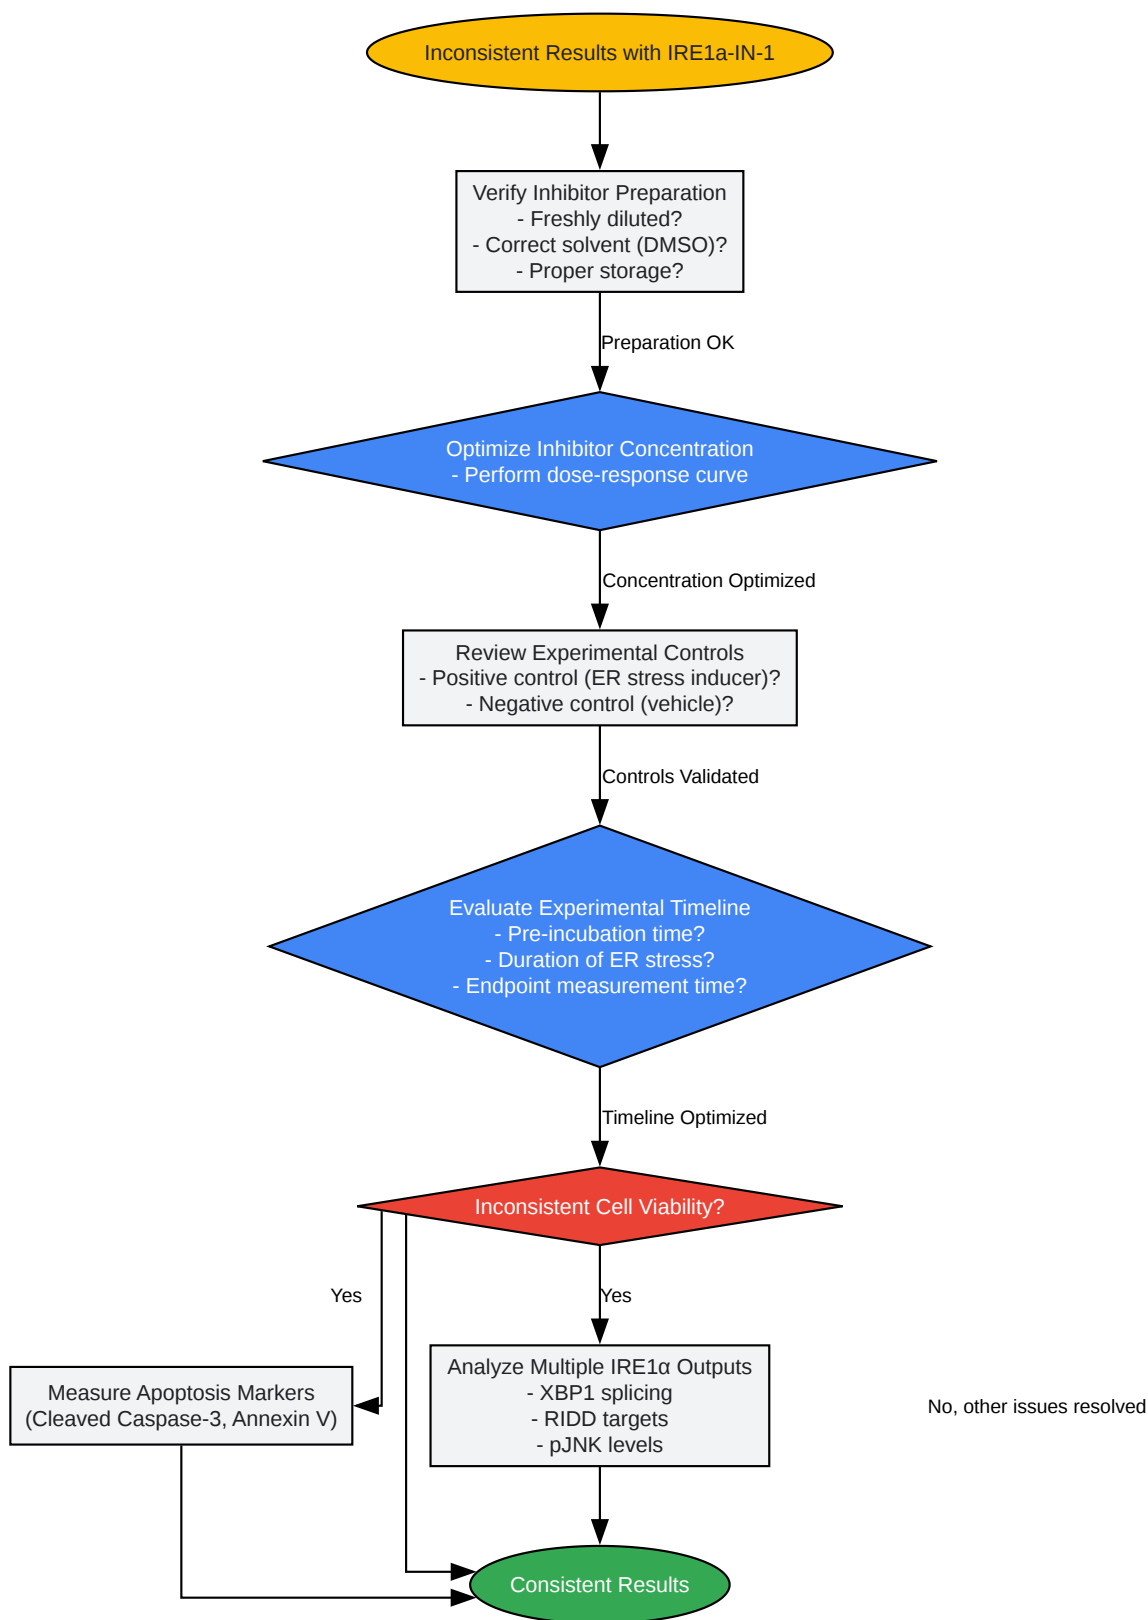 Inconsistent Results with IRE1a-IN-1
Verify Inhibitor Preparation
- Freshly diluted?
- Correct solvent (DMSO)?
- Proper storage?
Preparation OK
Optimize Inhibitor Concentration
- Perform dose-response curve
Concentration Optimized
Review Experimental Controls
- Positive control (ER stress inducer)?
- Negative control (vehicle)?
Controls Validated
Evaluate Experimental Timeline
- Pre-incubation time?
- Duration of ER stress?
- Endpoint measurement time?
Timeline Optimized
Inconsistent Cell Viability?
Yes
Yes
Measure Apoptosis Markers
(Cleaved Caspase-3, Annexin V)
Analyze Multiple IRE1α Outputs
- XBP1 splicing
- RIDD targets
- pJNK levels
No, other issues resolved
Consistent Results